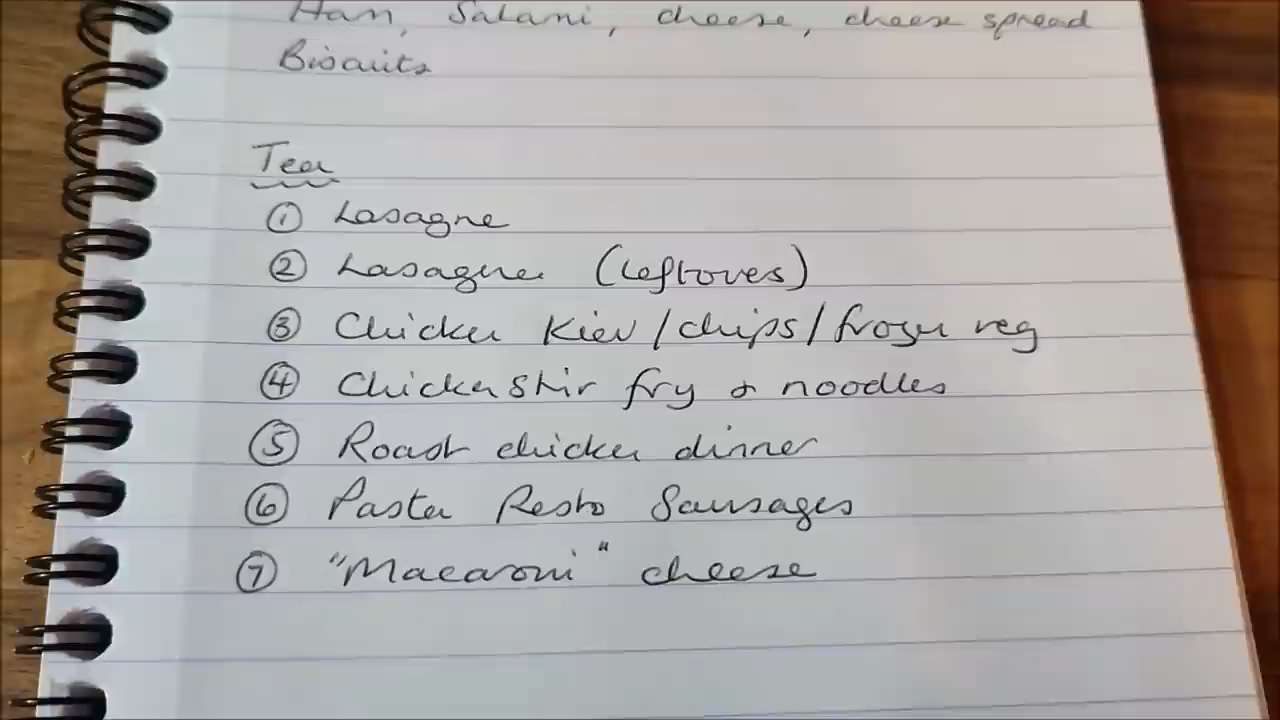 Ham, Salami, cheese, cheese spread
Biscuits
Tea
① Lasagne
② Lasagne (leftoves)
③ Chicken Kiev/chips/frozen veg
④ Chicken Stir fry & noodles
⑤ Roast chicken dinner
⑥ Pasta Pesto Sausages
⑦ "Macaroni" cheese